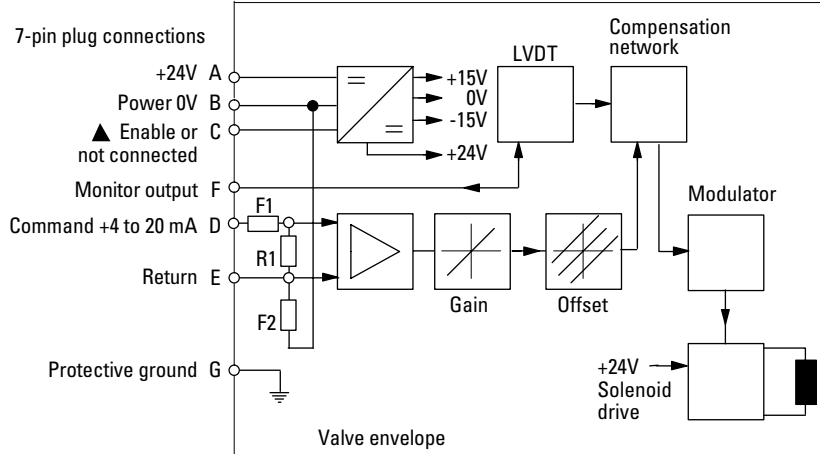 7-pin plug connections
+24V A
Power 0V B
▲ Enable or
not connected
C
Monitor output F
Command +4 to 20 mA D
Return E
Protective ground G
+15V
0V
-15V
+24V
LVDT
Compensation
network
F1
R1
F2
Gain
Offset
Modulator
+24V
Solenoid
drive
Valve envelope